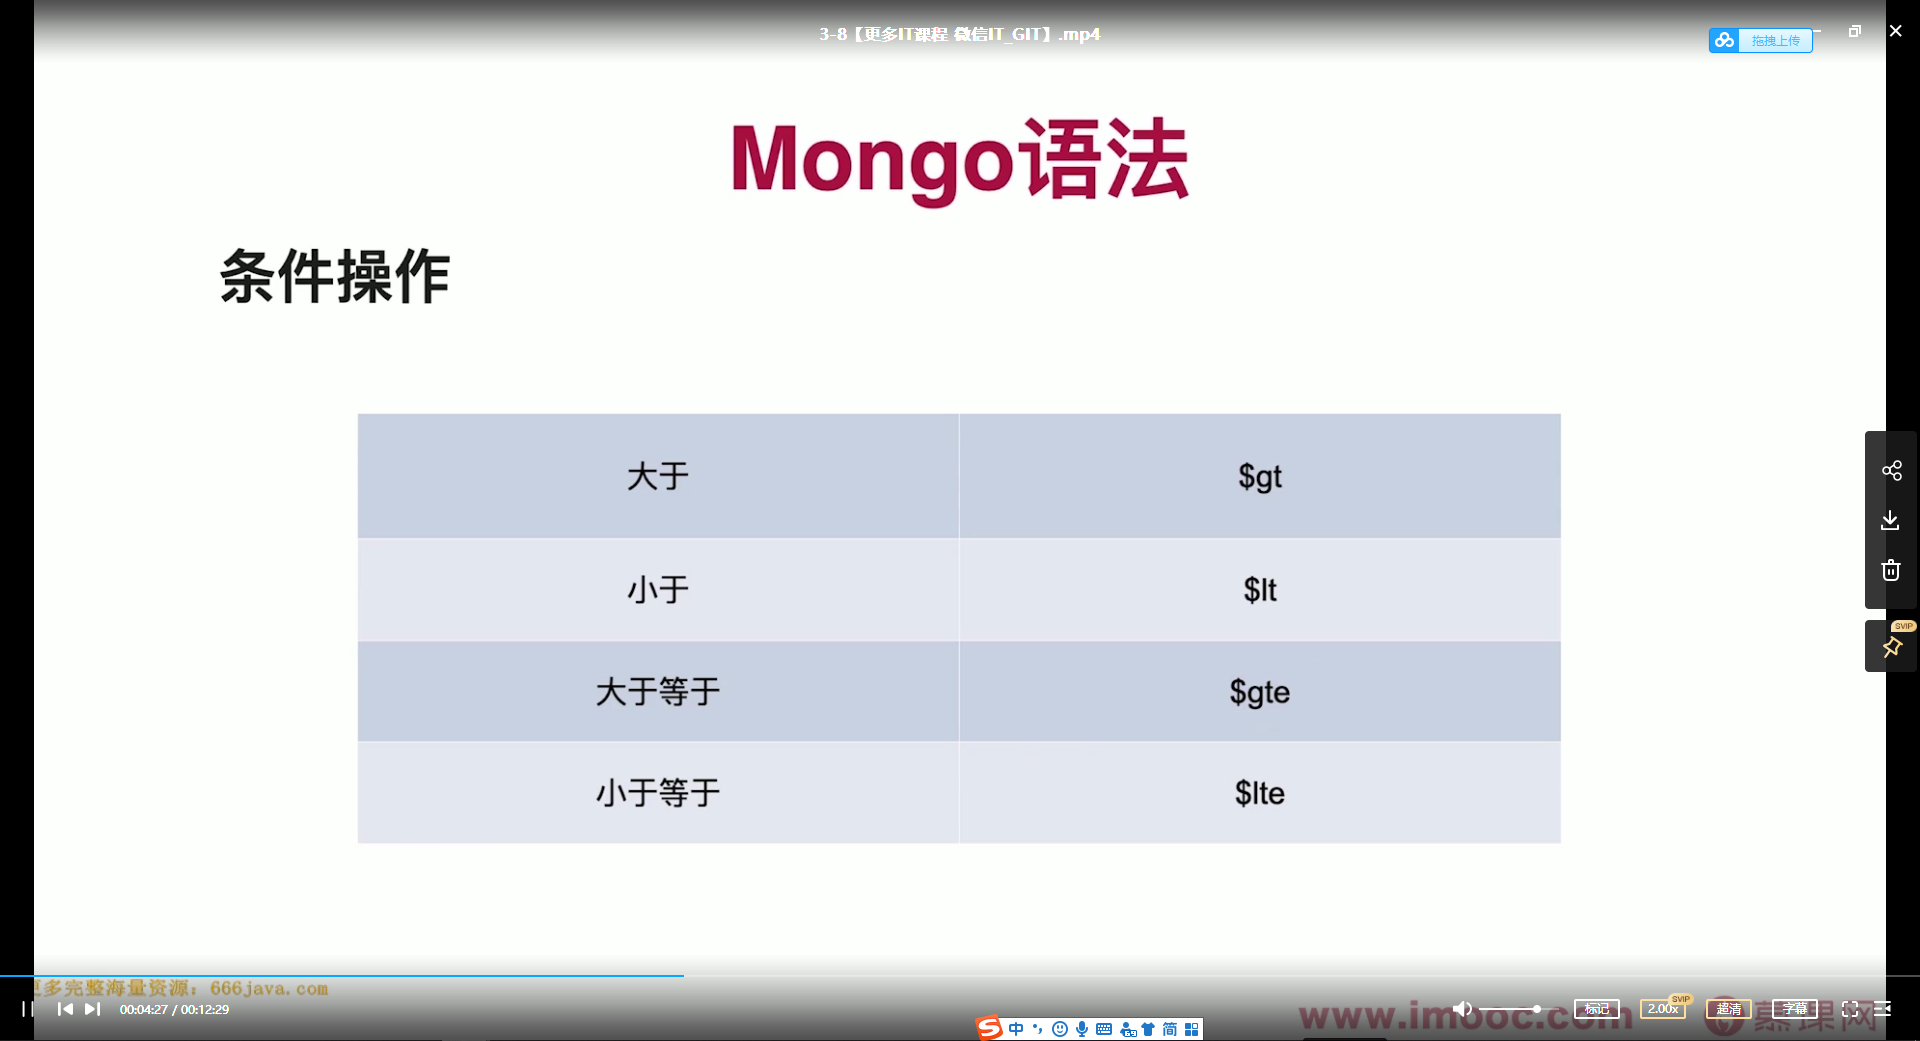 3-8【更多IT课程 微信IT_GIT】.mp4
拖拽上传
Mongo语法
条件操作
大于 $gt
小于 $lt
大于等于 $gte
小于等于 $lte
SVIP
更多完整海量资源：666java.com
00:04:27 / 00:12:29
www.imooc.com
标记
2.00x
SVIP
超清
字幕
慕课网
中
简